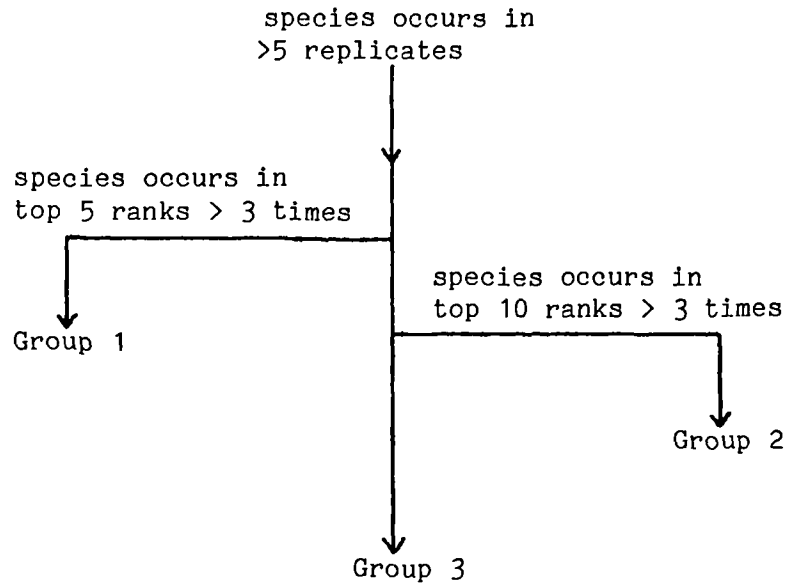 species occurs in
>5 replicates
species occurs in
top 5 ranks > 3 times
species occurs in
top 10 ranks > 3 times
Group 1
Group 2
Group 3